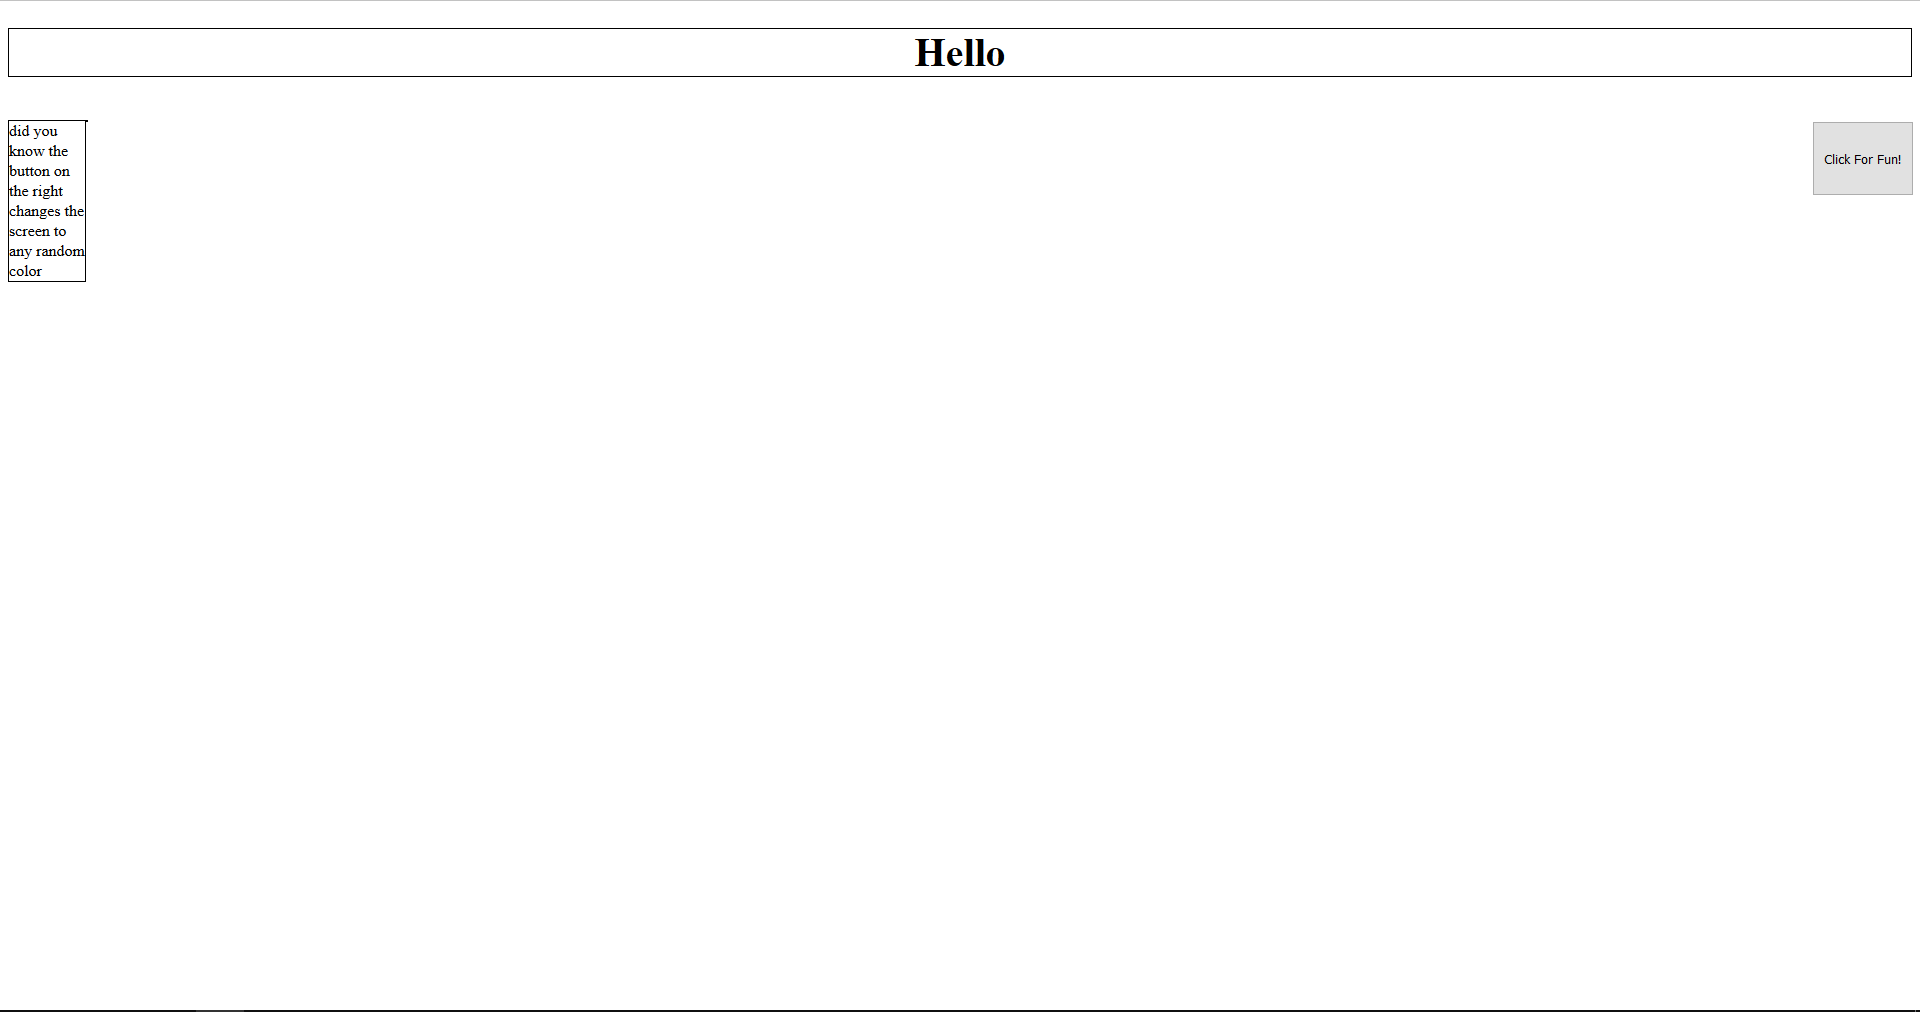 Hello
did you
know the
button on
the right
changes the
screen to
any random
color
Click For Fun!